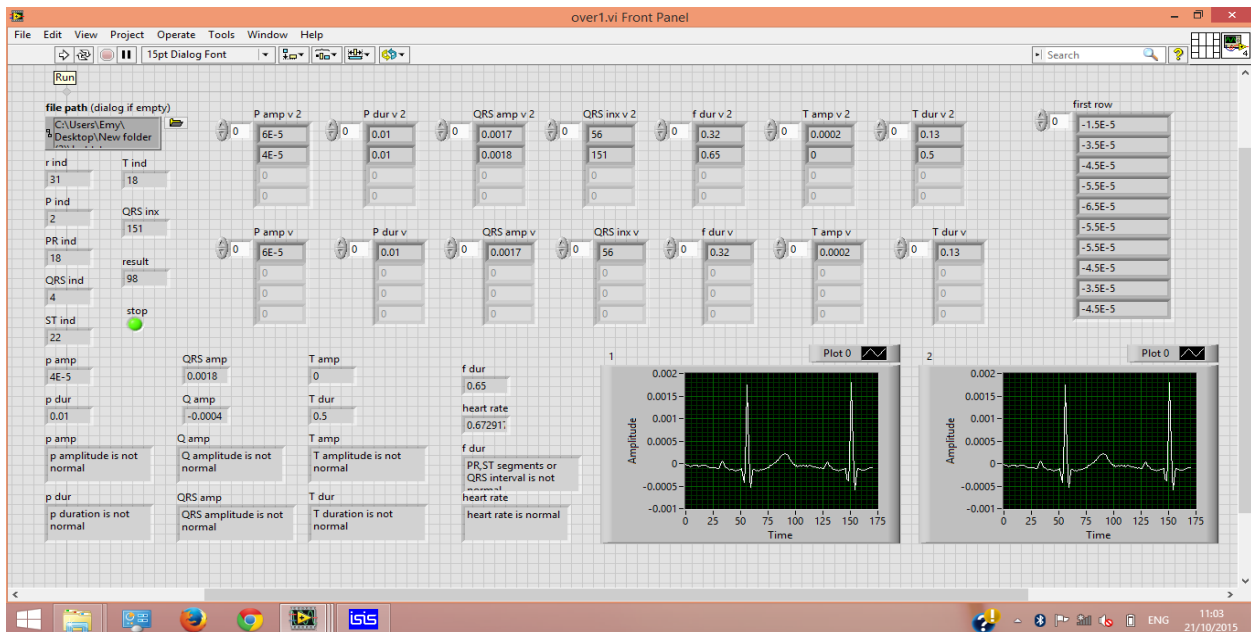 over1.vi Front Panel
File Edit View Project Operate Tools Window Help
15pt Dialog Font
Search
4
Run
file path (dialog if empty)
C:\Users\Emy\
Desktop\New folder
r ind
31
T ind
18
P ind
2
QRS inx
151
PR ind
18
result
98
QRS ind
4
stop
ST ind
22
P amp v 2
0
6E-5
4E-5
0
0
P dur v 2
0
0.01
0.01
0
0
QRS amp v 2
0
0.0017
0.0018
0
0
QRS inx v 2
0
56
151
0
0
f dur v 2
0
0.32
0.65
0
0
T amp v 2
0
0.0002
0
0
0
T dur v 2
0
0.13
0.5
0
0
first row
0
-1.5E-5
-3.5E-5
-4.5E-5
-5.5E-5
-6.5E-5
-5.5E-5
-5.5E-5
-4.5E-5
-3.5E-5
-4.5E-5
P amp v
0
6E-5
0
0
0
P dur v
0
0.01
0
0
0
QRS amp v
0
0.0017
0
0
0
QRS inx v
0
56
0
0
0
f dur v
0
0.32
0
0
0
T amp v
0
0.0002
0
0
0
T dur v
0
0.13
0
0
0
p amp
4E-5
QRS amp
0.0018
T amp
0
f dur
0.65
p dur
0.01
Q amp
-0.0004
T dur
0.5
heart rate
0.67291
p amp
p amplitude is not
normal
Q amp
Q amplitude is not
normal
T amp
T amplitude is not
normal
f dur
PR,ST segments or
QRS interval is not
normal
p dur
p duration is not
normal
QRS amp
QRS amplitude is not
normal
T dur
T duration is not
normal
heart rate
heart rate is normal
1
Plot 0
Amplitude
0.002
0.0015
0.001
0.0005
0
-0.0005
-0.001
0 25 50 75 100 125 150 175
Time
2
Plot 0
Amplitude
0.002
0.0015
0.001
0.0005
0
-0.0005
-0.001
0 25 50 75 100 125 150 175
Time
isis
ENG
11:03
21/10/2015